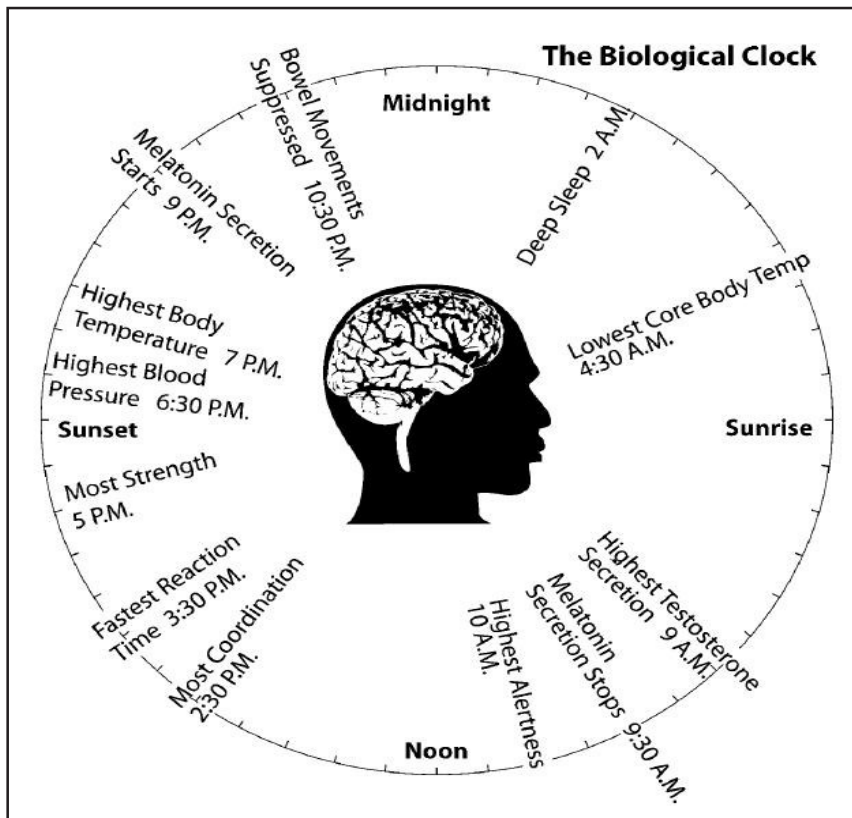 The Biological Clock
Midnight
Deep Sleep 2 A.M.
Lowest Core Body Temp
4:30 A.M.
Sunrise
Highest Testosterone
Secretion 9 A.M.
Melatonin
Secretion Stops 9:30 A.M.
Highest Alertness
10 A.M.
Noon
Most Coordination
2:30 P.M.
Fastest Reaction
Time 3:30 P.M.
Most Strength
5 P.M.
Sunset
Highest Blood
Pressure 6:30 P.M.
Highest Body
Temperature 7 P.M.
Melatonin Secretion
Starts 9 P.M.
Bowel Movements
Suppressed 10:30 P.M.